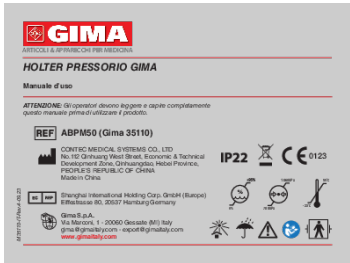 GIMA
ARTICOLI & APPARECCHI PER MEDICINA
HOLTER PRESSORIO GIMA
Manuale d'uso
ATTENZIONE: Gli operatori devono leggere e capire completamente
questo manuale prima di utilizzare il prodotto.
REF ABPM50 (Gima 35110)
CONTEC MEDICAL SYSTEMS CO., LTD
No.112 Qinhuang West Street, Economic & Technical
Development Zone, Qinhuangdao, Hebei Province,
PEOPLE'S REPUBLIC OF CHINA
Made in China
IP22
0123
EC REP
Shanghai International Holding Corp. GmbH (Europe)
Eiffestrasse 80, 20537 Hamburg Germany
Gima S.p.A.
Via Marconi, 1 - 20060 Gessate (MI) Italy
gima@gimaitaly.com - export@gimaitaly.com
www.gimaitaly.com